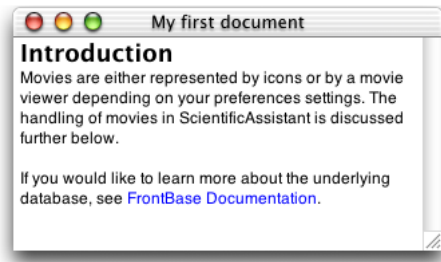 My first document
Introduction
Movies are either represented by icons or by a movie
viewer depending on your preferences settings. The
handling of movies in ScientificAssistant is discussed
further below.
If you would like to learn more about the underlying
database, see FrontBase Documentation.